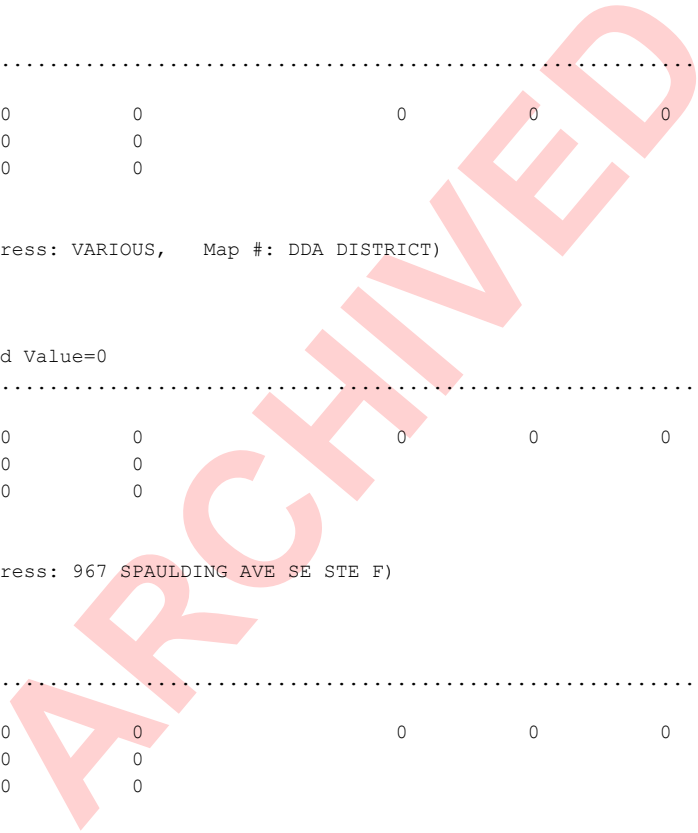 ..........................................................
0 0 0 0 0
0 0
0 0
ress: VARIOUS, Map #: DDA DISTRICT)
d Value=0
..........................................................
0 0 0 0 0
0 0
0 0
ress: 967 SPAULDING AVE SE STE F)
..........................................................
0 0 0 0 0
0 0
0 0
ARCHIVED